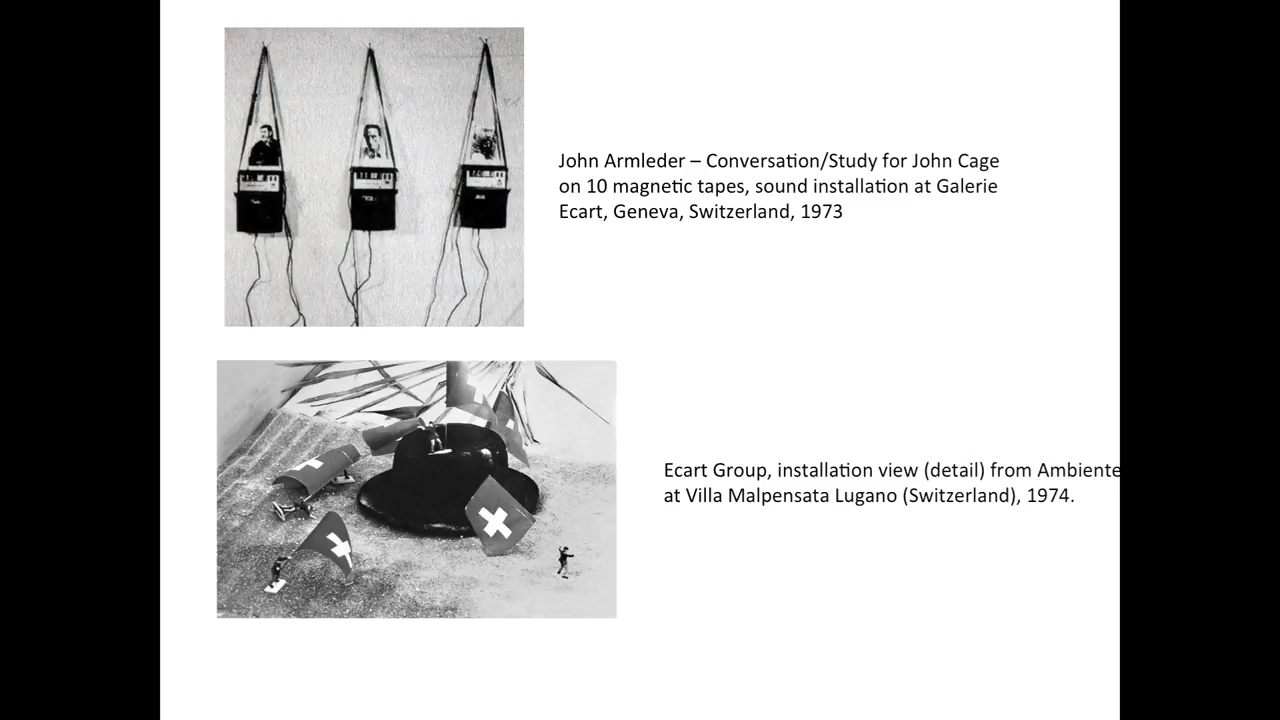 John Armleder – Conversation/Study for John Cage
on 10 magnetic tapes, sound installation at Galerie
Ecart, Geneva, Switzerland, 1973
Ecart Group, installation view (detail) from Ambiente
at Villa Malpensata Lugano (Switzerland), 1974.